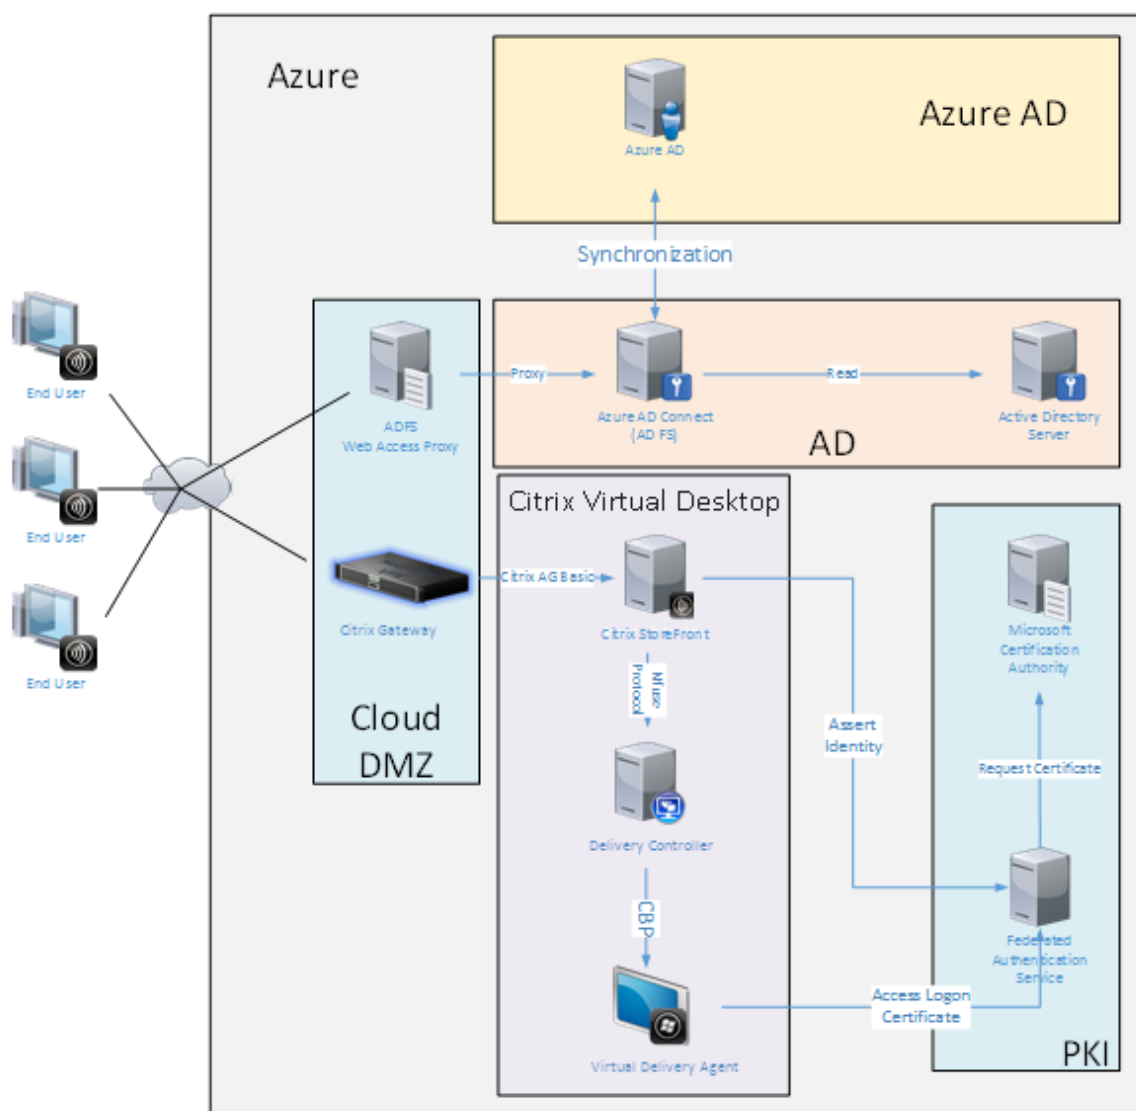 Azure
Azure AD
Azure AD
Synchronization
End User
ADFS
Web Access Proxy
Proxy
Azure AD Connect
(AD FS)
Read
Active Directory
Server
AD
End User
End User
Citrix Gateway
Cloud
DMZ
Citrix AG Basic
Citrix Virtual Desktop
Citrix StoreFront
Nfuse
Protocol
Delivery Controller
CBP
Virtual Delivery Agent
Assert
Identity
Access Logon
Certificate
Microsoft
Certification
Authority
Request Certificate
Federated
Authentication
Service
PKI